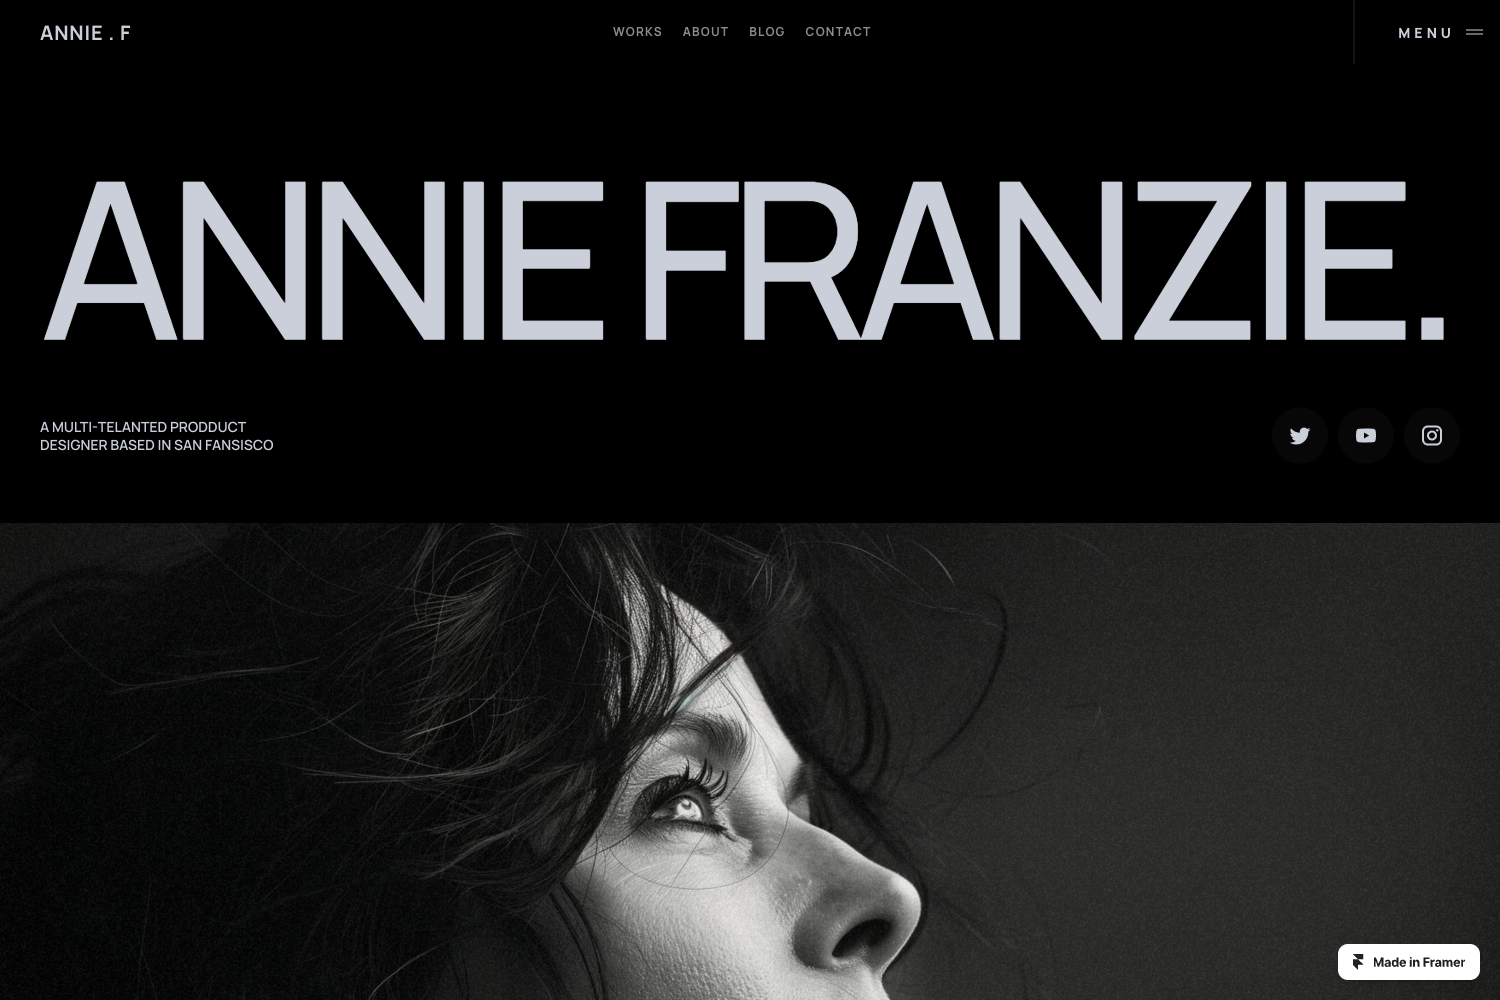 ANNIE . F
WORKS
ABOUT
BLOG
CONTACT
MENU
ANNIE FRANZIE.
A MULTI-TELANTED PRODDUCT
DESIGNER BASED IN SAN FANSISCO
Made in Framer